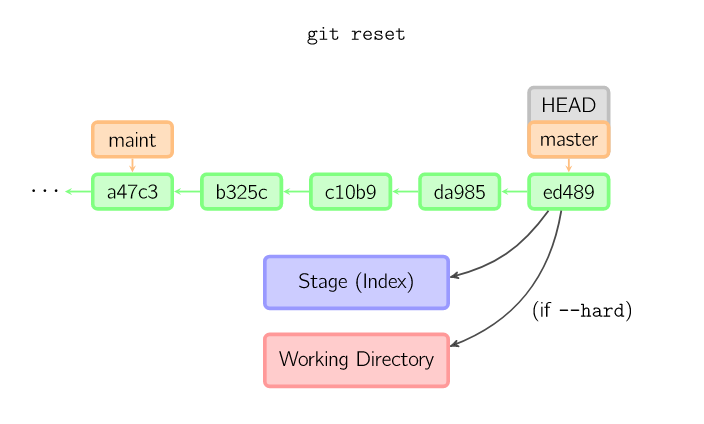 git reset
HEAD
maint
master
... a47c3 b325c c10b9 da985 ed489
Stage (Index)
(if --hard)
Working Directory